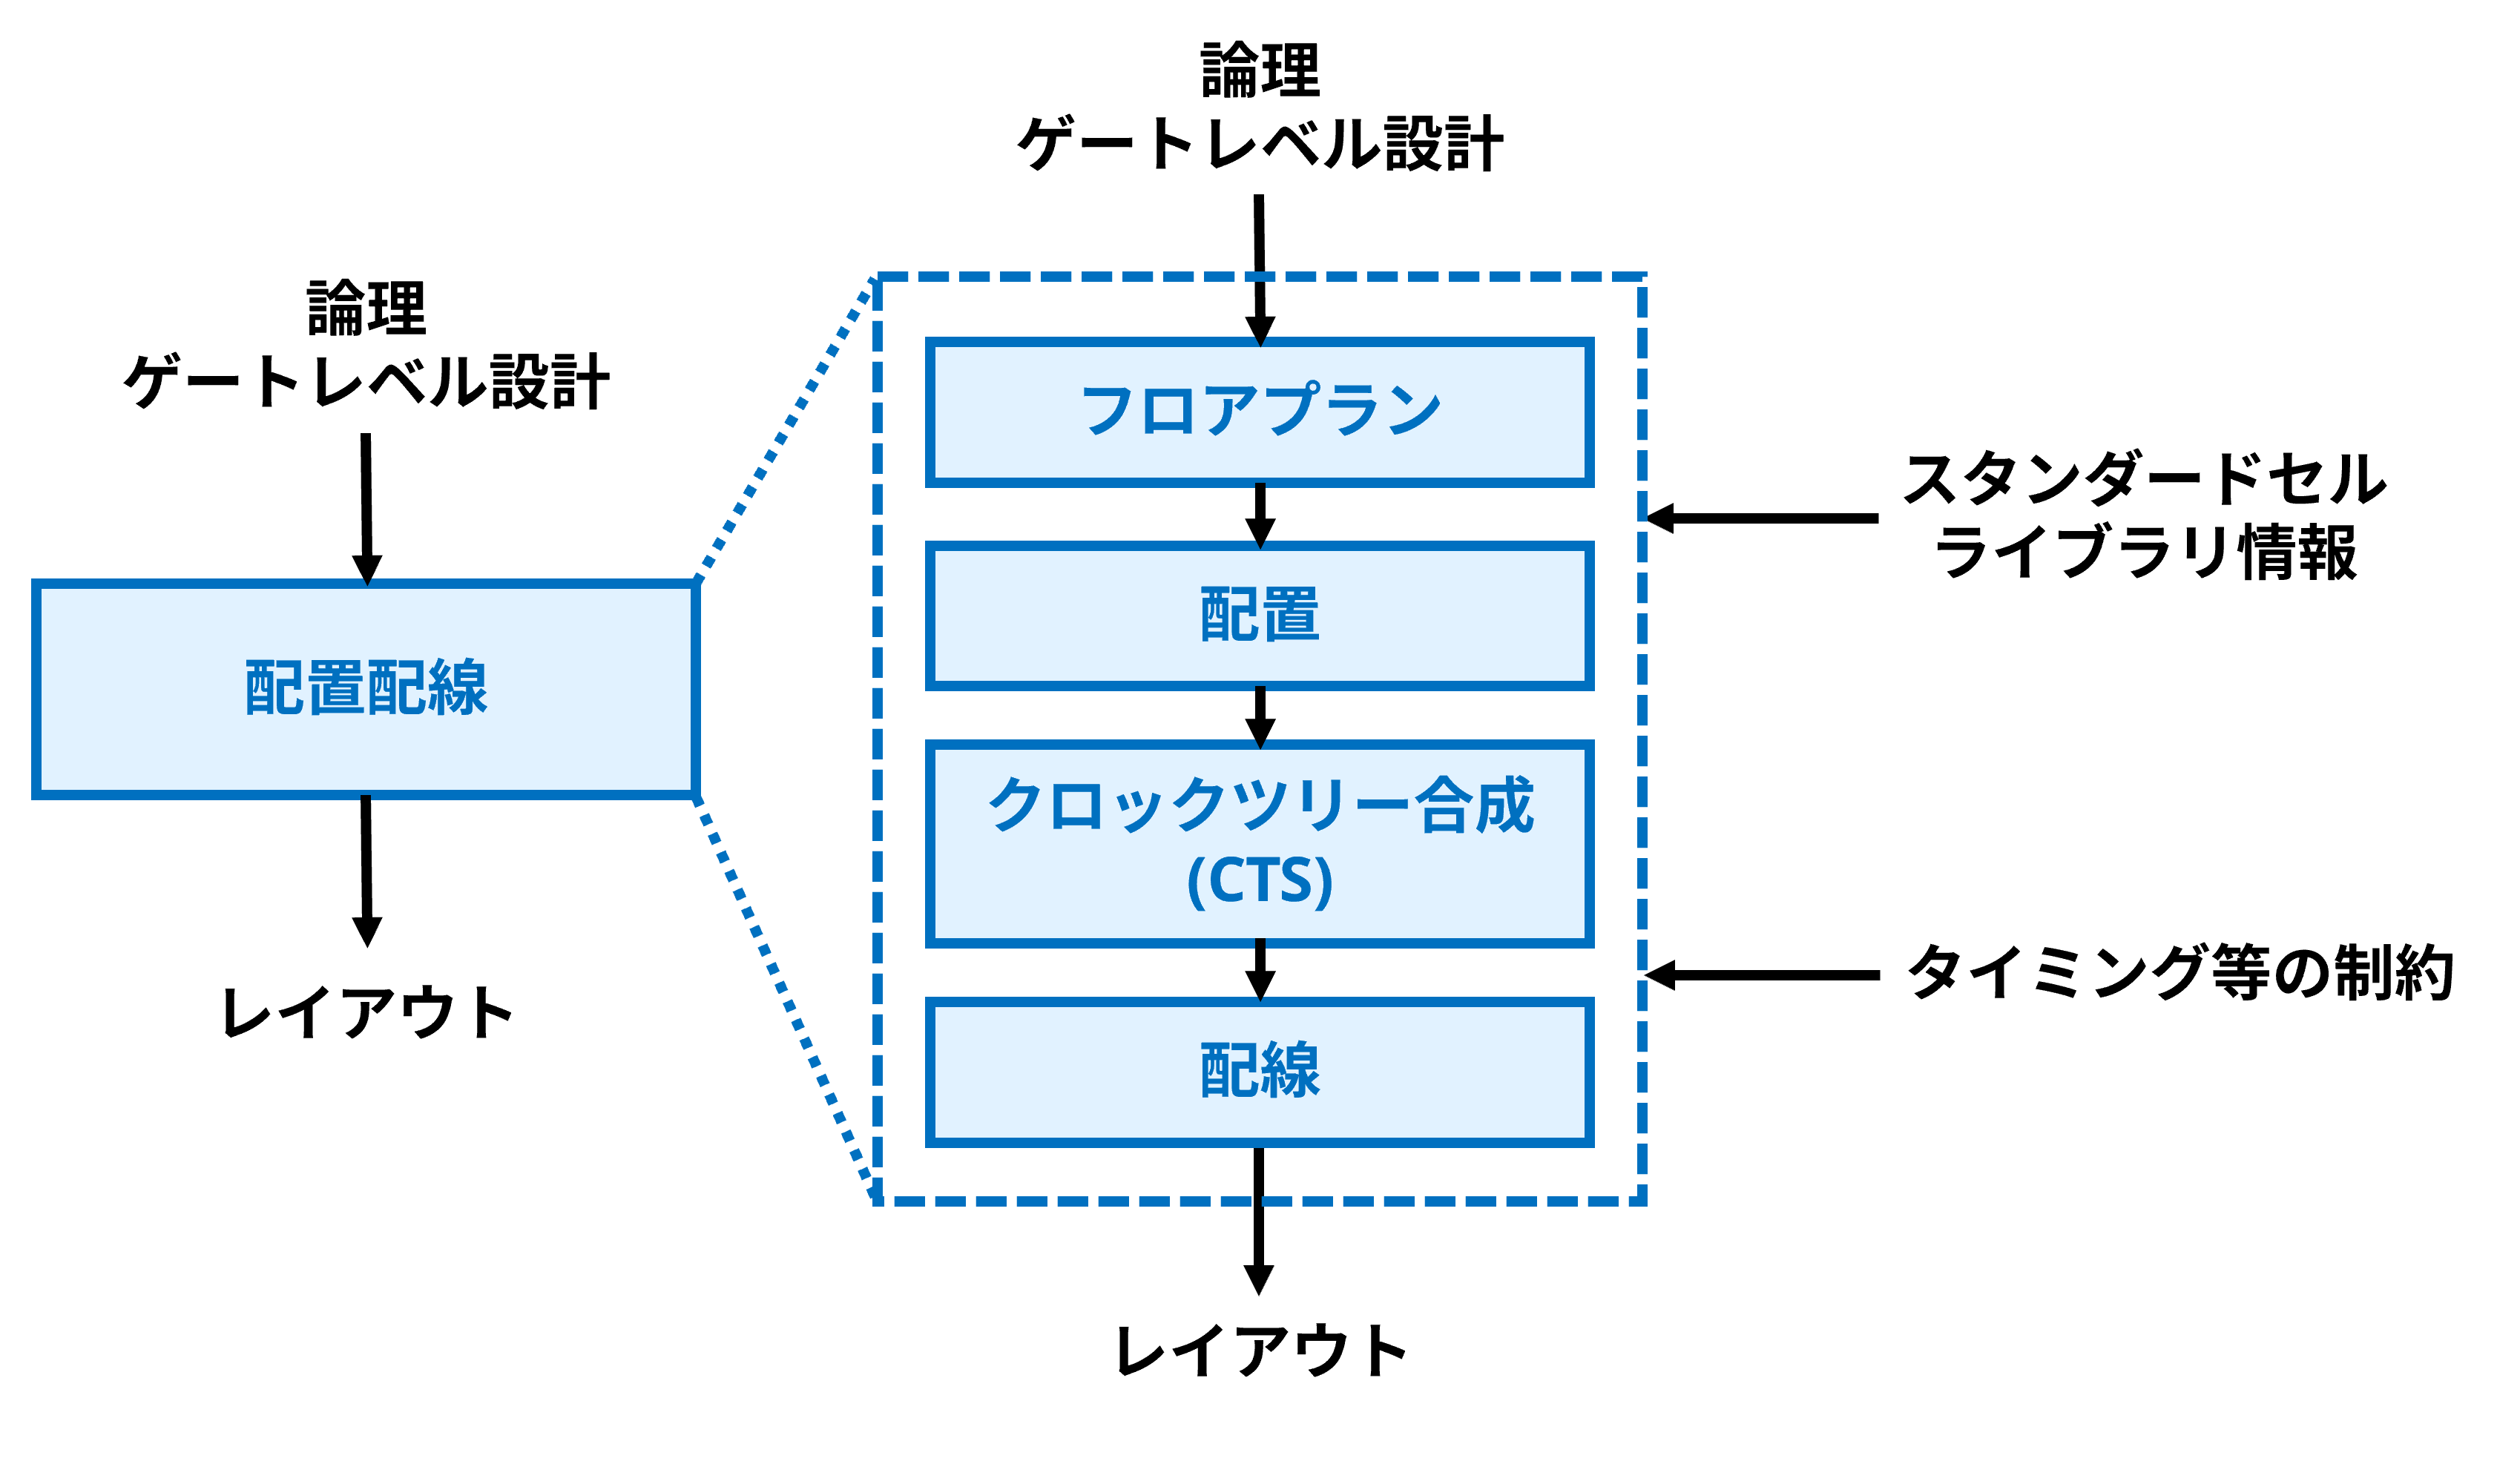 論理
ゲートレベル設計
配置配線
レイアウト
論理
ゲートレベル設計
フロアプラン
配置
クロックツリー合成
(CTS)
配線
レイアウト
スタンダードセル
ライブラリ情報
タイミング等の制約